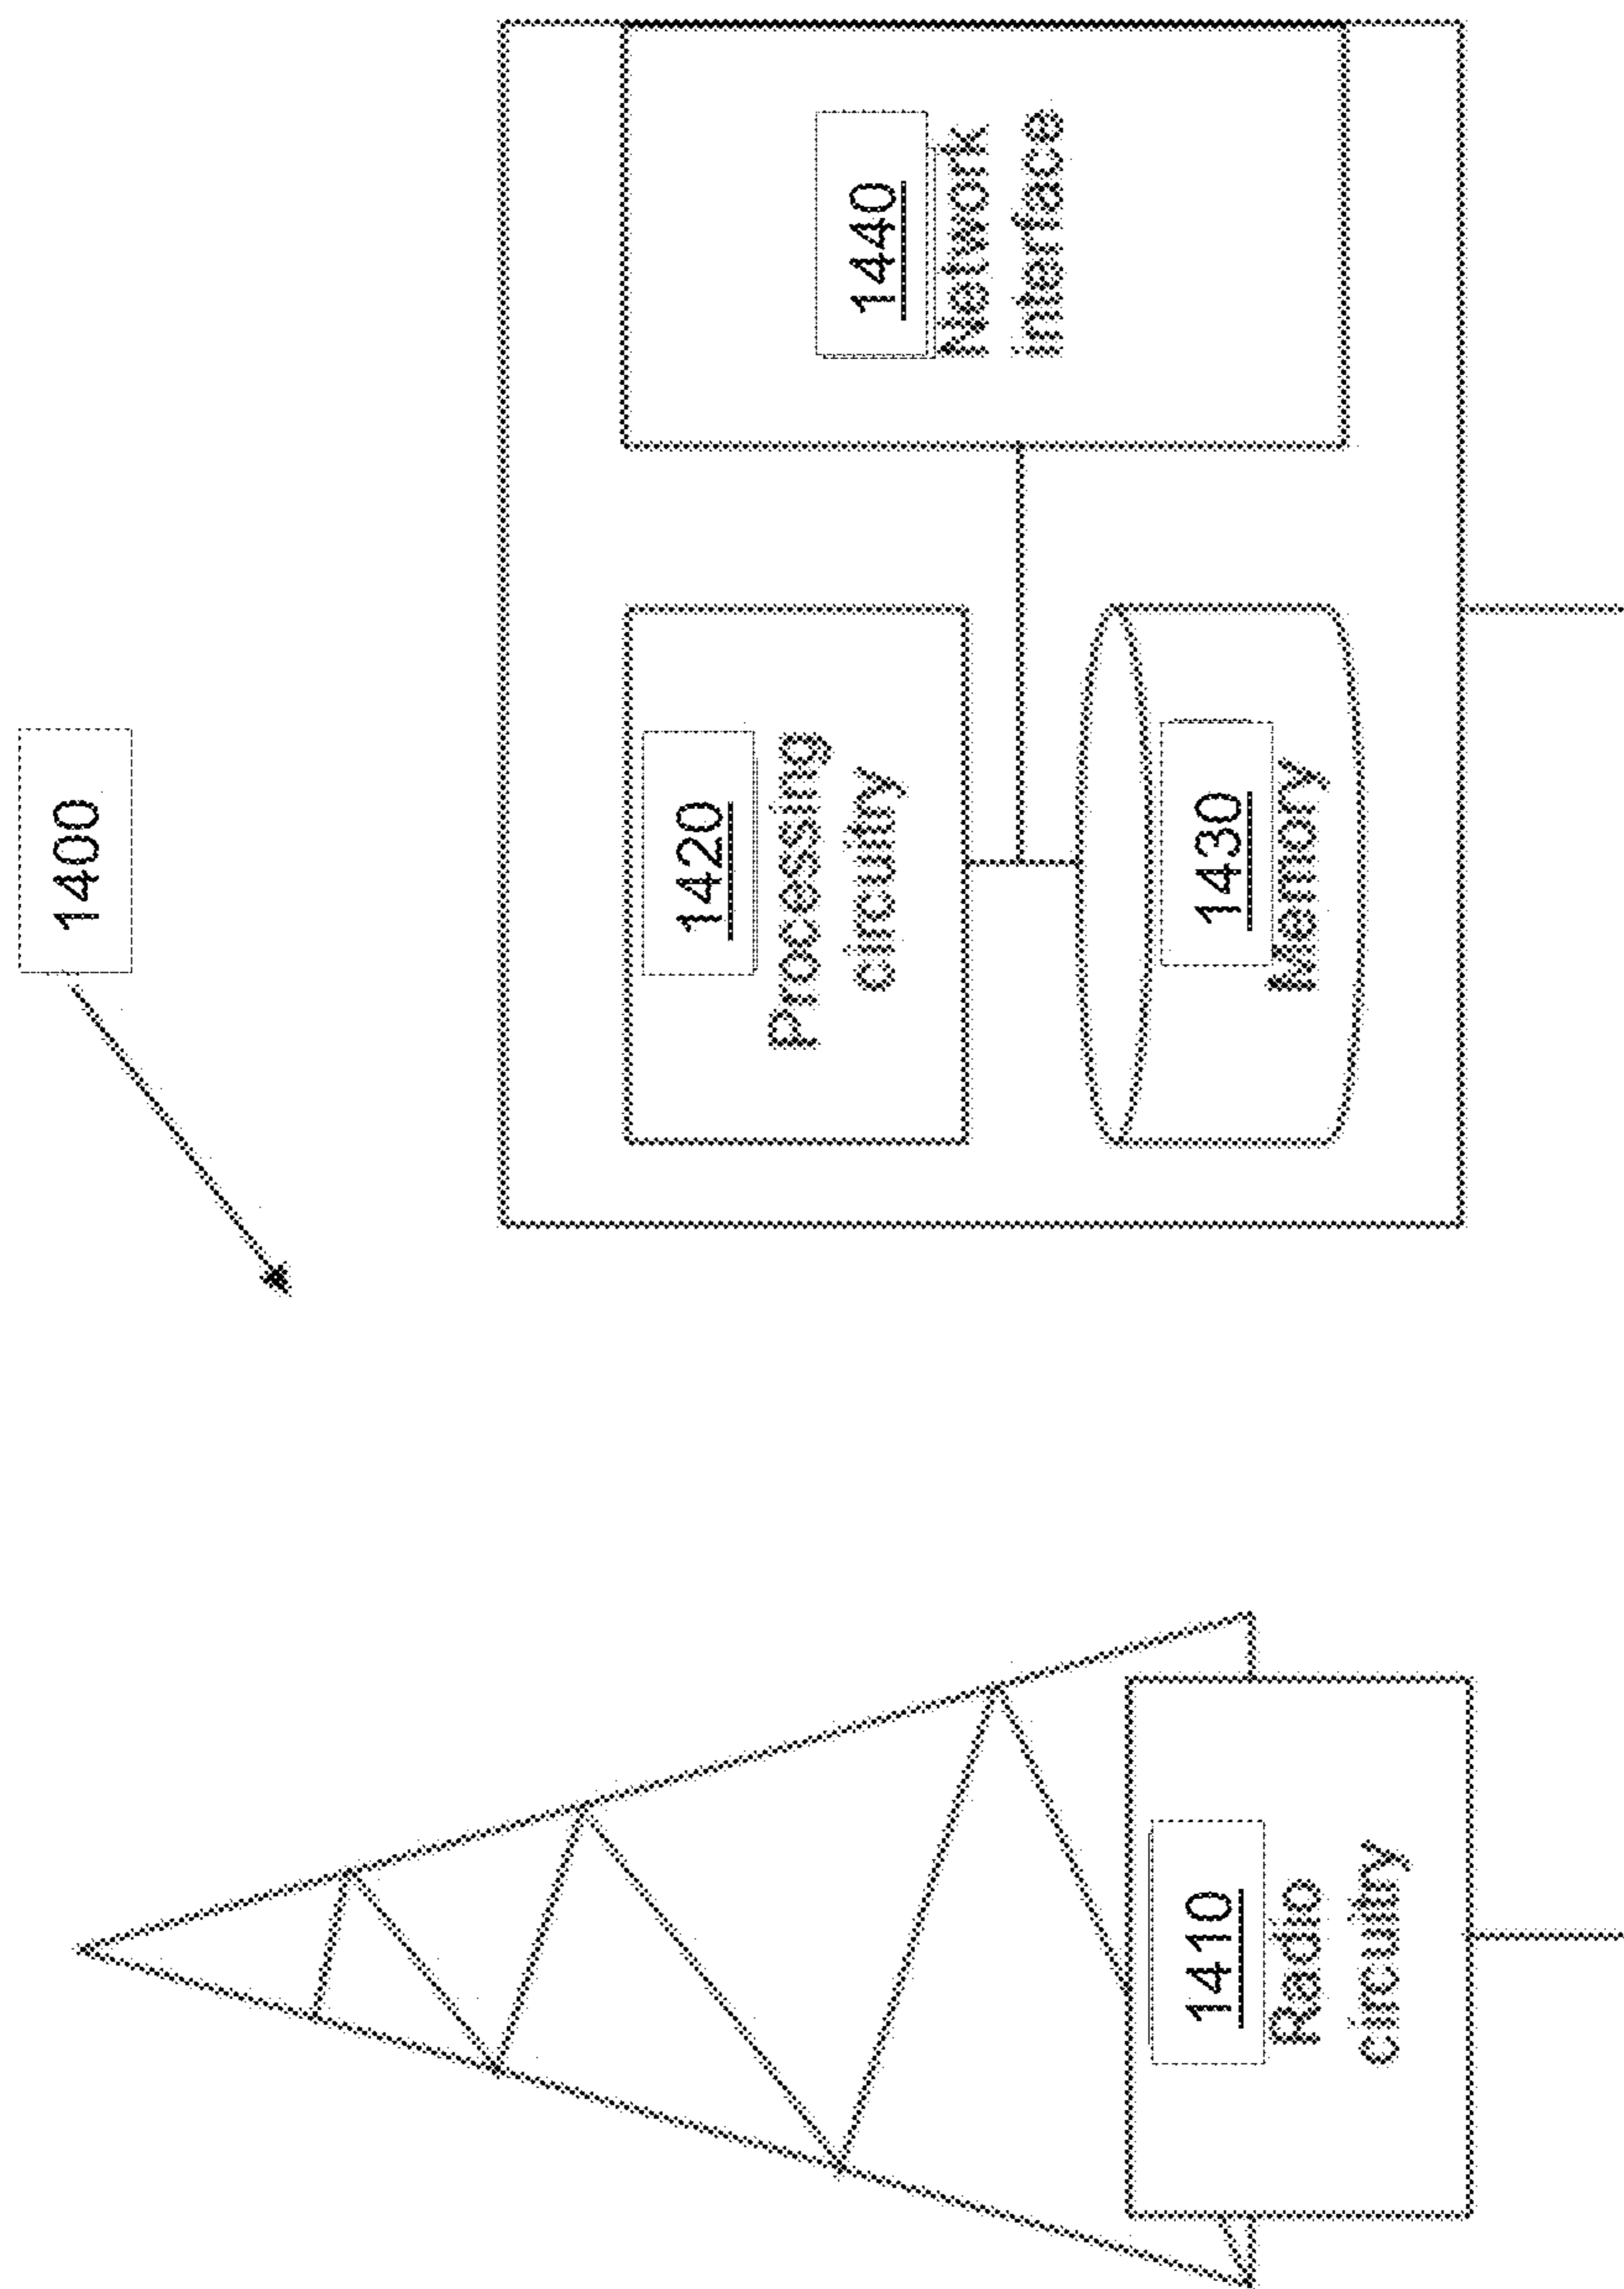 1400
1410
Radio
circuitry
1420
Processing
circuitry
1430
Memory
1440
Network
interface